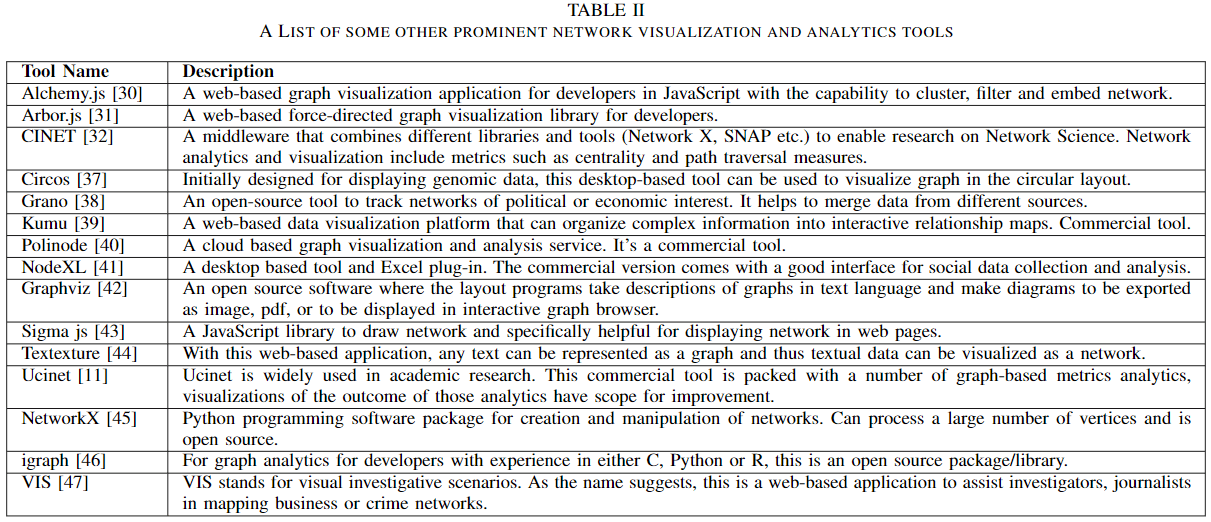 TABLE II
A LIST OF SOME OTHER PROMINENT NETWORK VISUALIZATION AND ANALYTICS TOOLS
Tool Name Description
Alchemy.js [30] A web-based graph visualization application for developers in JavaScript with the capability to cluster, filter and embed network.
Arbor.js [31] A web-based force-directed graph visualization library for developers.
CINET [32] A middleware that combines different libraries and tools (Network X, SNAP etc.) to enable research on Network Science. Network
analytics and visualization include metrics such as centrality and path traversal measures.
Circos [37] Initially designed for displaying genomic data, this desktop-based tool can be used to visualize graph in the circular layout.
Grano [38] An open-source tool to track networks of political or economic interest. It helps to merge data from different sources.
Kumu [39] A web-based data visualization platform that can organize complex information into interactive relationship maps. Commercial tool.
Polinode [40] A cloud based graph visualization and analysis service. It's a commercial tool.
NodeXL [41] A desktop based tool and Excel plug-in. The commercial version comes with a good interface for social data collection and analysis.
Graphviz [42] An open source software where the layout programs take descriptions of graphs in text language and make diagrams to be exported
as image, pdf, or to be displayed in interactive graph browser.
Sigma js [43] A JavaScript library to draw network and specifically helpful for displaying network in web pages.
Textexture [44] With this web-based application, any text can be represented as a graph and thus textual data can be visualized as a network.
Ucinet [11] Ucinet is widely used in academic research. This commercial tool is packed with a number of graph-based metrics analytics,
visualizations of the outcome of those analytics have scope for improvement.
NetworkX [45] Python programming software package for creation and manipulation of networks. Can process a large number of vertices and is
open source.
igraph [46] For graph analytics for developers with experience in either C, Python or R, this is an open source package/library.
VIS [47] VIS stands for visual investigative scenarios. As the name suggests, this is a web-based application to assist investigators, journalists
in mapping business or crime networks.